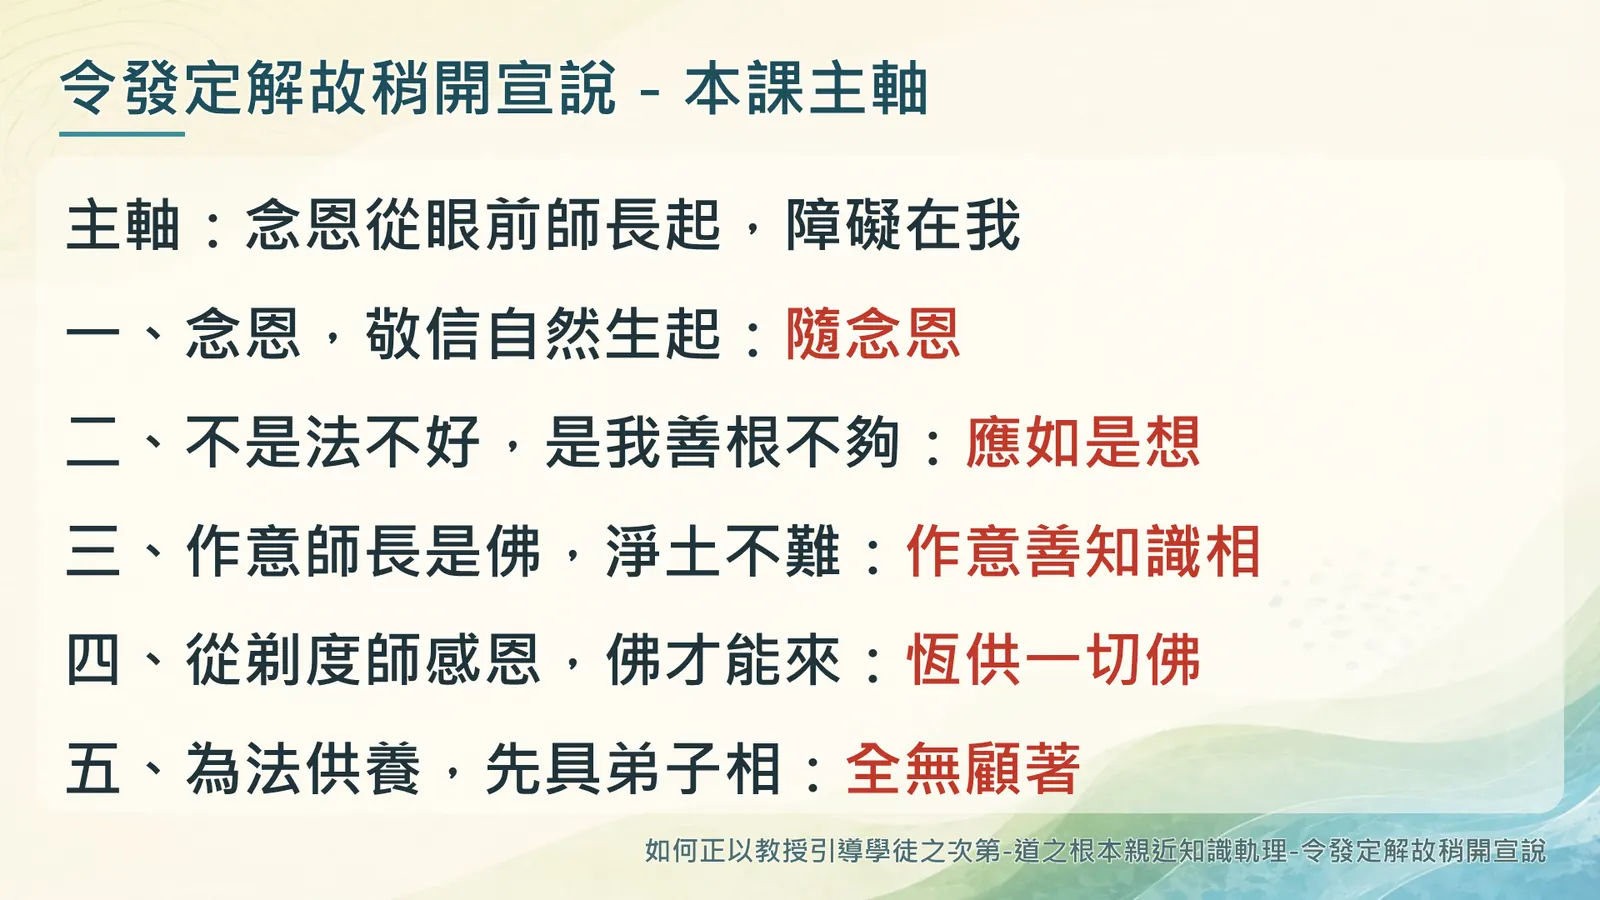 令發定解故稍開宣說 - 本課主軸
主軸：念恩從眼前師長起，障礙在我
一、念恩，敬信自然生起：隨念恩
二、不是法不好，是我善根不夠：應如是想
三、作意師長是佛，淨土不難：作意善知識相
四、從剃度師感恩，佛才能來：恆供一切佛
五、為法供養，先具弟子相：全無顧著
如何正以教授引導學徒之次第-道之根本親近知識軌理-令發定解故稍開宣說